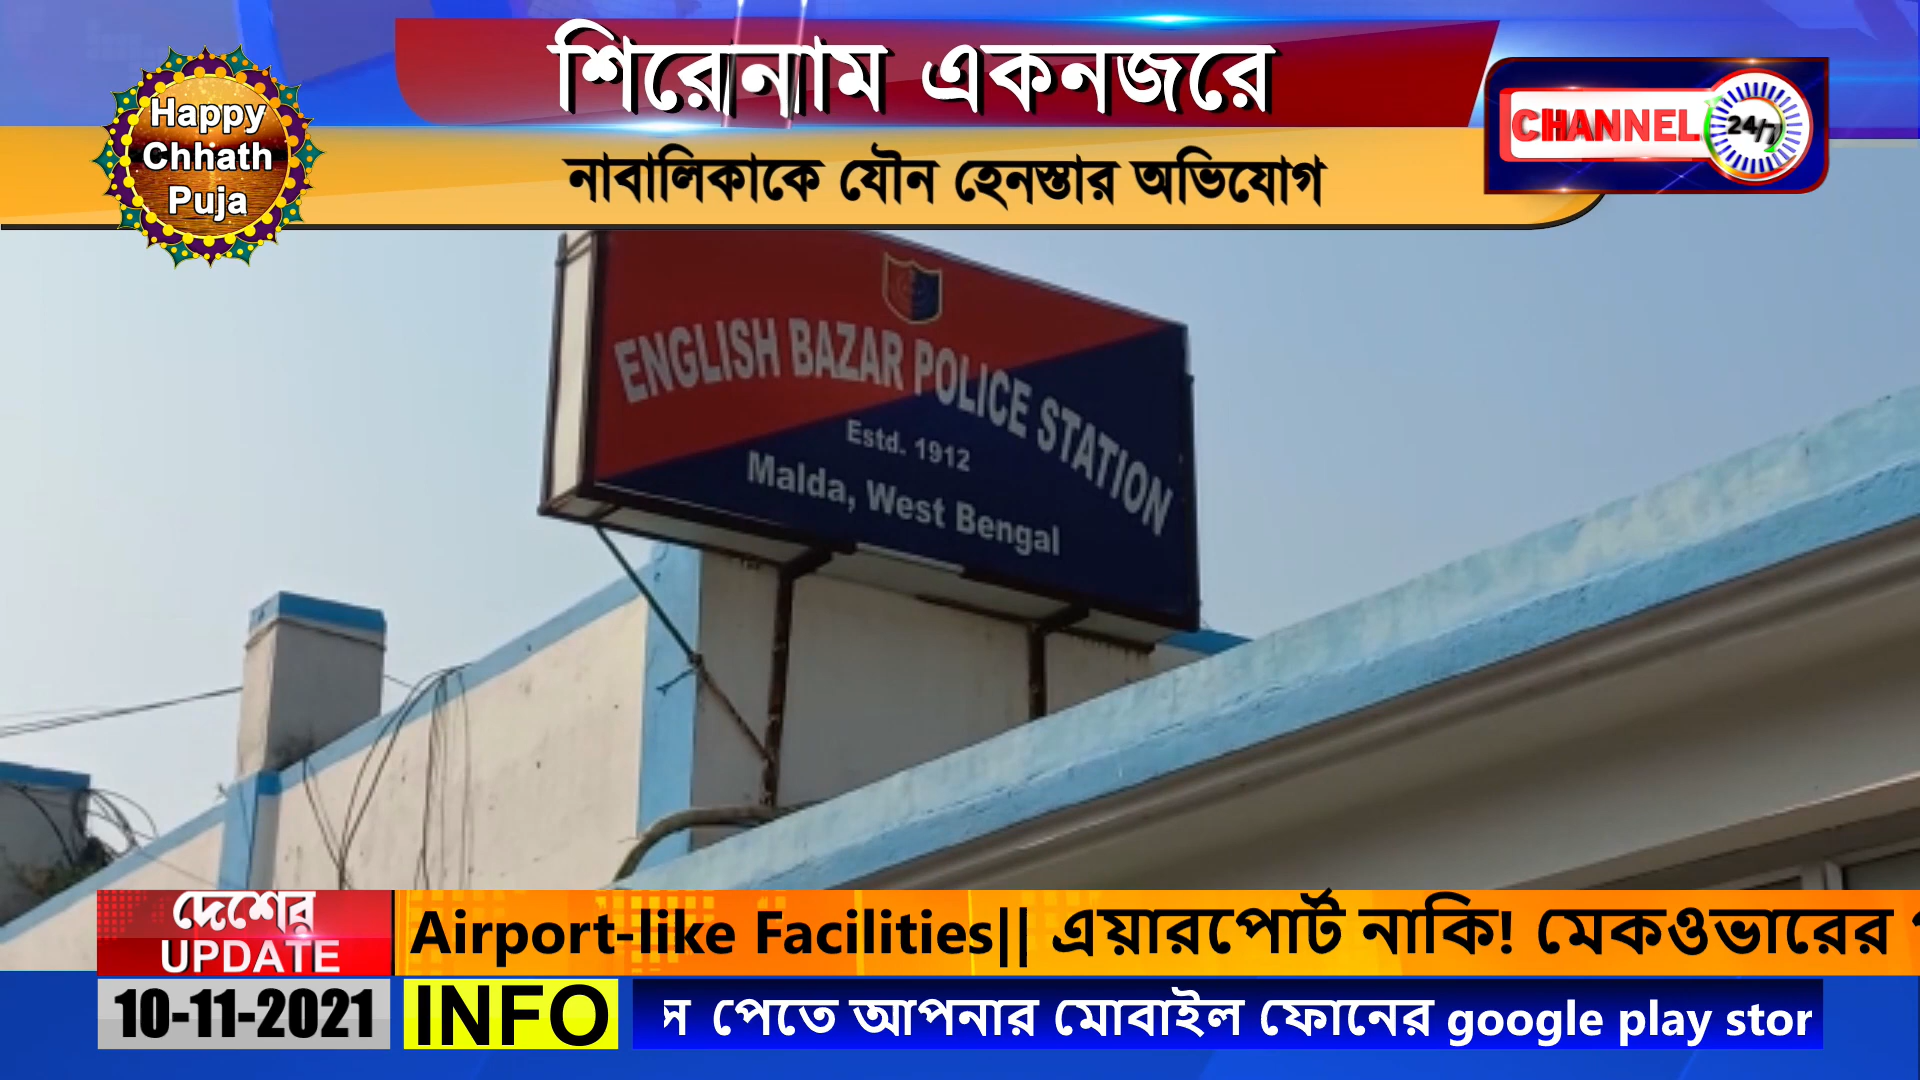 শিরোনাম একনজরে
Happy
Chhath
Puja
CHANNEL 24/7
নাবালিকাকে যৌন হেনস্তার অভিযোগ
ENGLISH BAZAR POLICE STATION
Estd. 1912
Malda, West Bengal
দেশের
UPDATE
Airport-like Facilities|| এয়ারপোর্ট নাকি! মেকওভারের
10-11-2021
INFO
স পেতে আপনার মোবাইল ফোনের google play stor